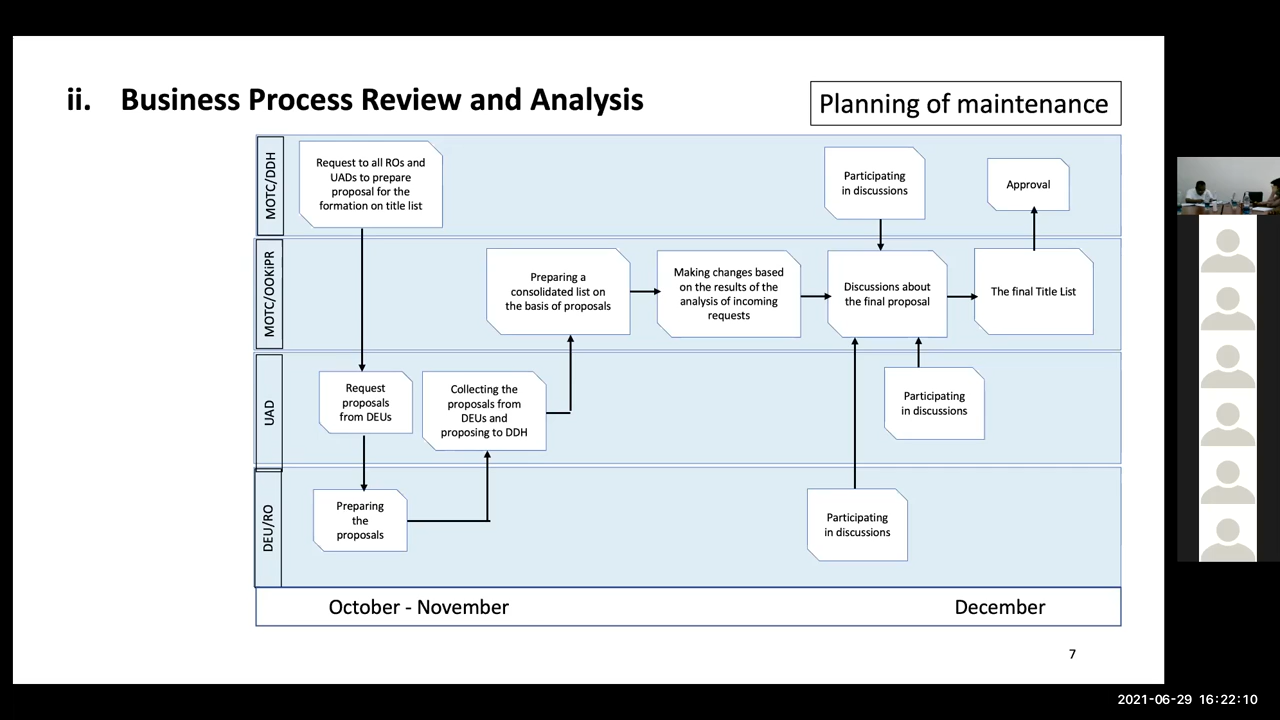 ii. Business Process Review and Analysis
Planning of maintenance
MOTC/DDH
Request to all ROs and
UADs to prepare
proposal for the
formation on title list
Participating
in discussions
Approval
MOTC/OOKiPR
Preparing a
consolidated list on
the basis of proposals
Making changes based
on the results of the
analysis of incoming
requests
Discussions about
the final proposal
The final Title List
UAD
Request
proposals
from DEUs
Collecting the
proposals from
DEUs and
proposing to DDH
Participating
in discussions
DEU/RO
Preparing
the
proposals
Participating
in discussions
October - November
December
7
2021-06-29 16:22:10